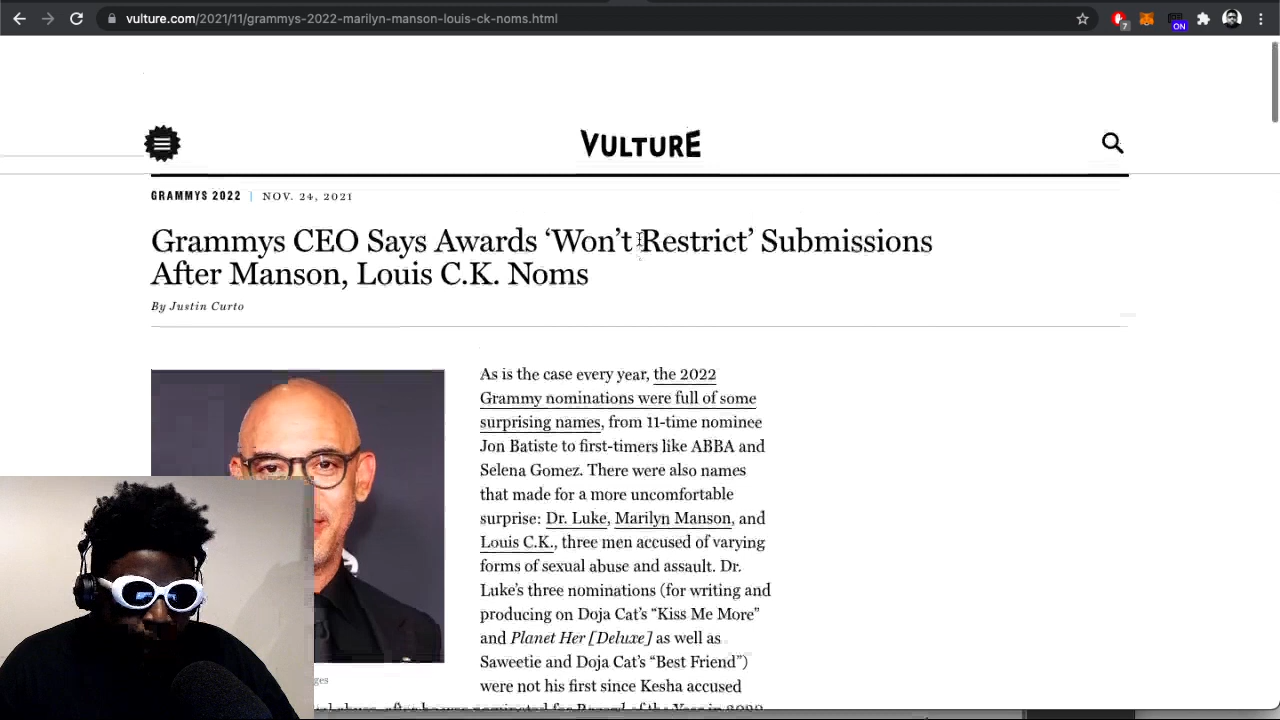 vulture.com/2021/11/grammys-2022-marilyn-manson-louis-ck-noms.html
7
ON
VULTURE
GRAMMYS 2022 | NOV. 24, 2021
Grammys CEO Says Awards ‘Won’t Restrict’ Submissions
After Manson, Louis C.K. Noms
By Justin Curto
As is the case every year, the 2022
Grammy nominations were full of some
surprising names, from 11-time nominee
Jon Batiste to first-timers like ABBA and
Selena Gomez. There were also names
that made for a more uncomfortable
surprise: Dr. Luke, Marilyn Manson, and
Louis C.K., three men accused of varying
forms of sexual abuse and assault. Dr.
Luke’s three nominations (for writing and
producing on Doja Cat’s “Kiss Me More”
and Planet Her [Deluxe] as well as
Saweetie and Doja Cat’s “Best Friend”)
were not his first since Kesha accused